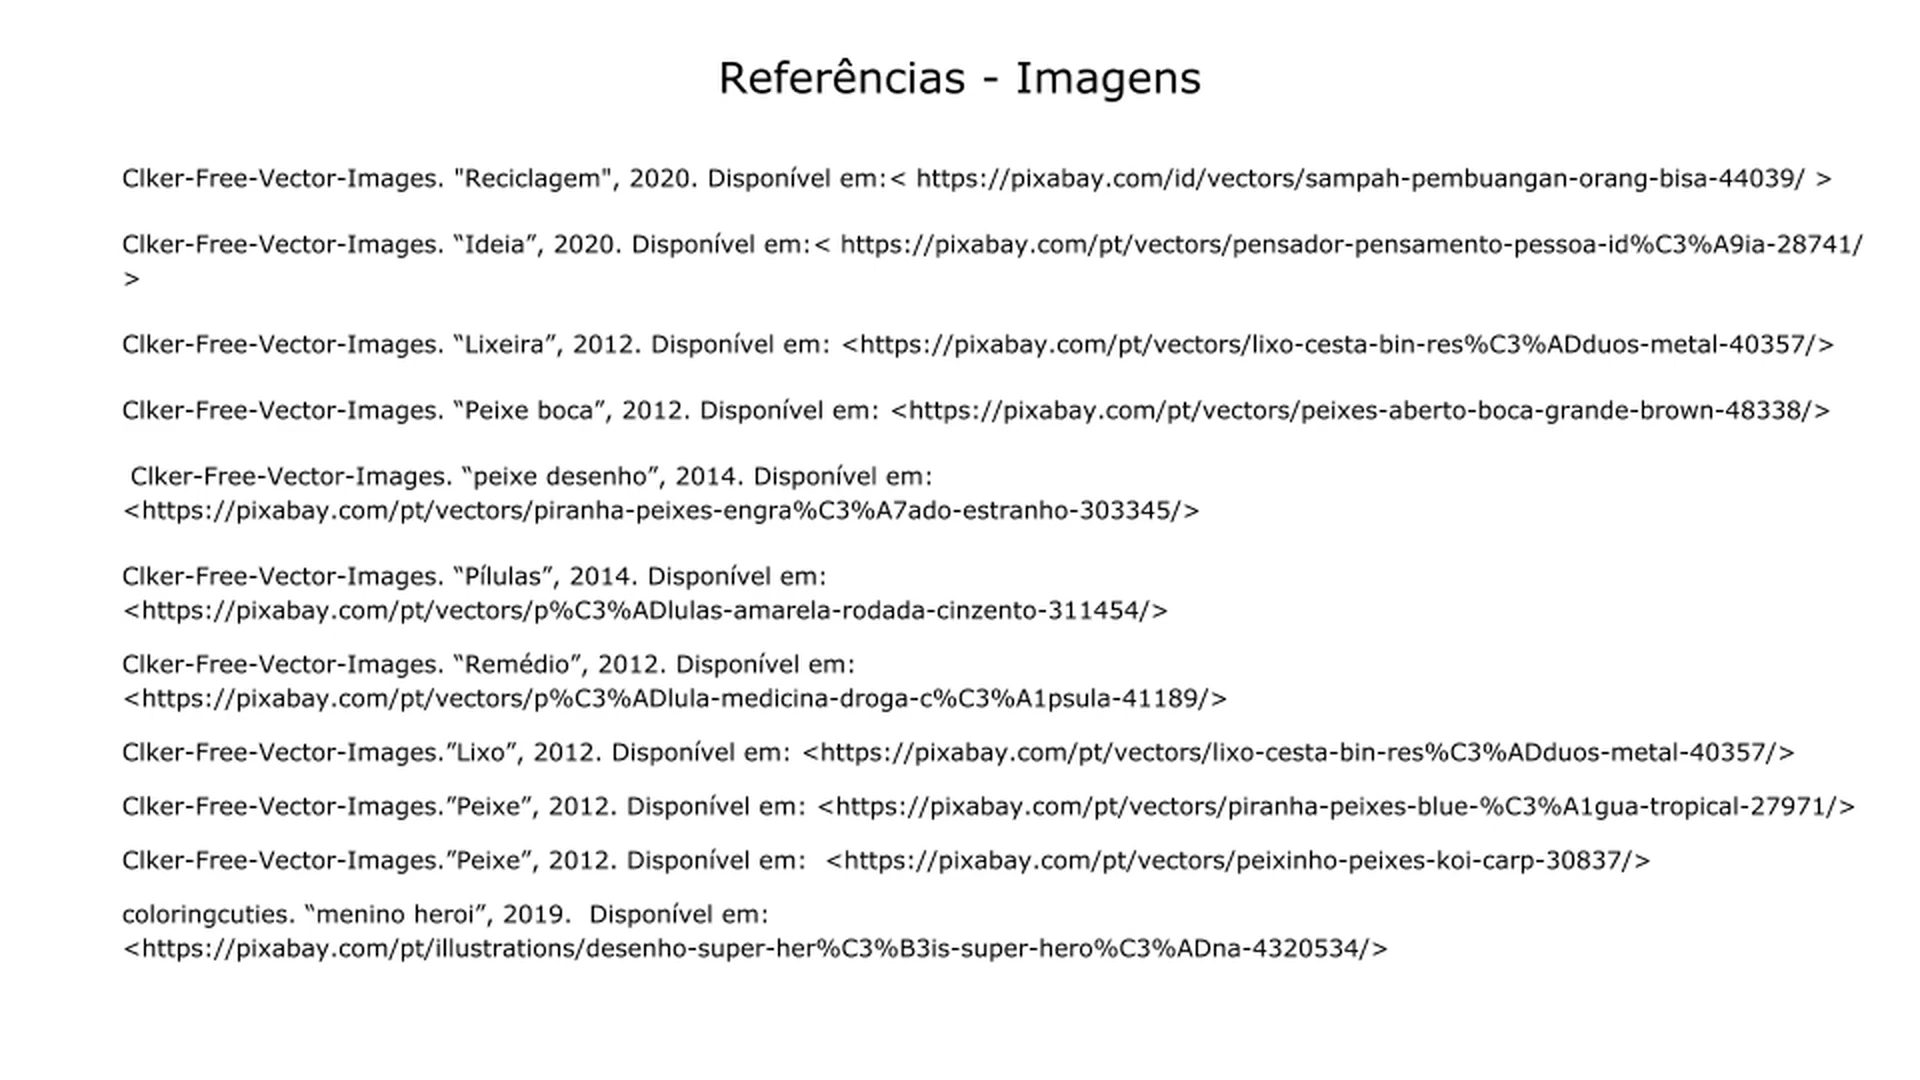 Referências - Imagens
Clker-Free-Vector-Images. "Reciclagem", 2020. Disponível em:< https://pixabay.com/id/vectors/sampah-pembuangan-orang-bisa-44039/ >
Clker-Free-Vector-Images. “Ideia”, 2020. Disponível em:< https://pixabay.com/pt/vectors/pensador-pensamento-pessoa-id%C3%A9ia-28741/
>
Clker-Free-Vector-Images. “Lixeira”, 2012. Disponível em: <https://pixabay.com/pt/vectors/lixo-cesta-bin-res%C3%ADduos-metal-40357/>
Clker-Free-Vector-Images. “Peixe boca”, 2012. Disponível em: <https://pixabay.com/pt/vectors/peixes-aberto-boca-grande-brown-48338/>
Clker-Free-Vector-Images. “peixe desenho”, 2014. Disponível em:
<https://pixabay.com/pt/vectors/piranha-peixes-engra%C3%A7ado-estranho-303345/>
Clker-Free-Vector-Images. “Pílulas”, 2014. Disponível em:
<https://pixabay.com/pt/vectors/p%C3%ADlulas-amarela-rodada-cinzento-311454/>
Clker-Free-Vector-Images. “Remédio”, 2012. Disponível em:
<https://pixabay.com/pt/vectors/p%C3%ADlula-medicina-droga-c%C3%A1psula-41189/>
Clker-Free-Vector-Images.”Lixo”, 2012. Disponível em: <https://pixabay.com/pt/vectors/lixo-cesta-bin-res%C3%ADduos-metal-40357/>
Clker-Free-Vector-Images.”Peixe”, 2012. Disponível em: <https://pixabay.com/pt/vectors/piranha-peixes-blue-%C3%A1gua-tropical-27971/>
Clker-Free-Vector-Images.”Peixe”, 2012. Disponível em:  <https://pixabay.com/pt/vectors/peixinho-peixes-koi-carp-30837/>
coloringcuties. “menino heroi”, 2019.  Disponível em:
<https://pixabay.com/pt/illustrations/desenho-super-her%C3%B3is-super-hero%C3%ADna-4320534/>